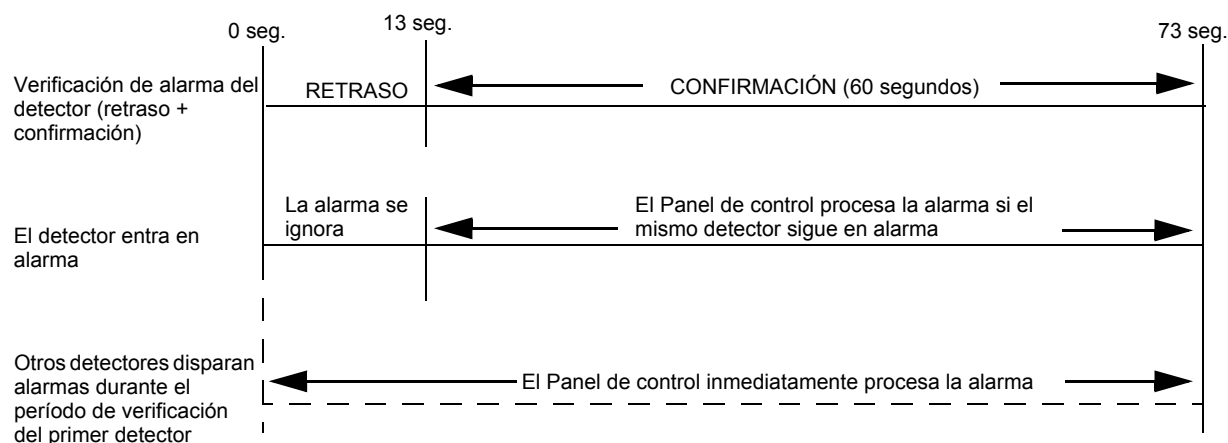 0 seg.
13 seg.
73 seg.
Verificación de alarma del
detector (retraso +
confirmación)
RETRASO
CONFIRMACIÓN (60 segundos)
El detector entra en
alarma
La alarma se
ignora
El Panel de control procesa la alarma si el
mismo detector sigue en alarma
Otros detectores disparan
alarmas durante el
período de verificación
del primer detector
El Panel de control inmediatamente procesa la alarma